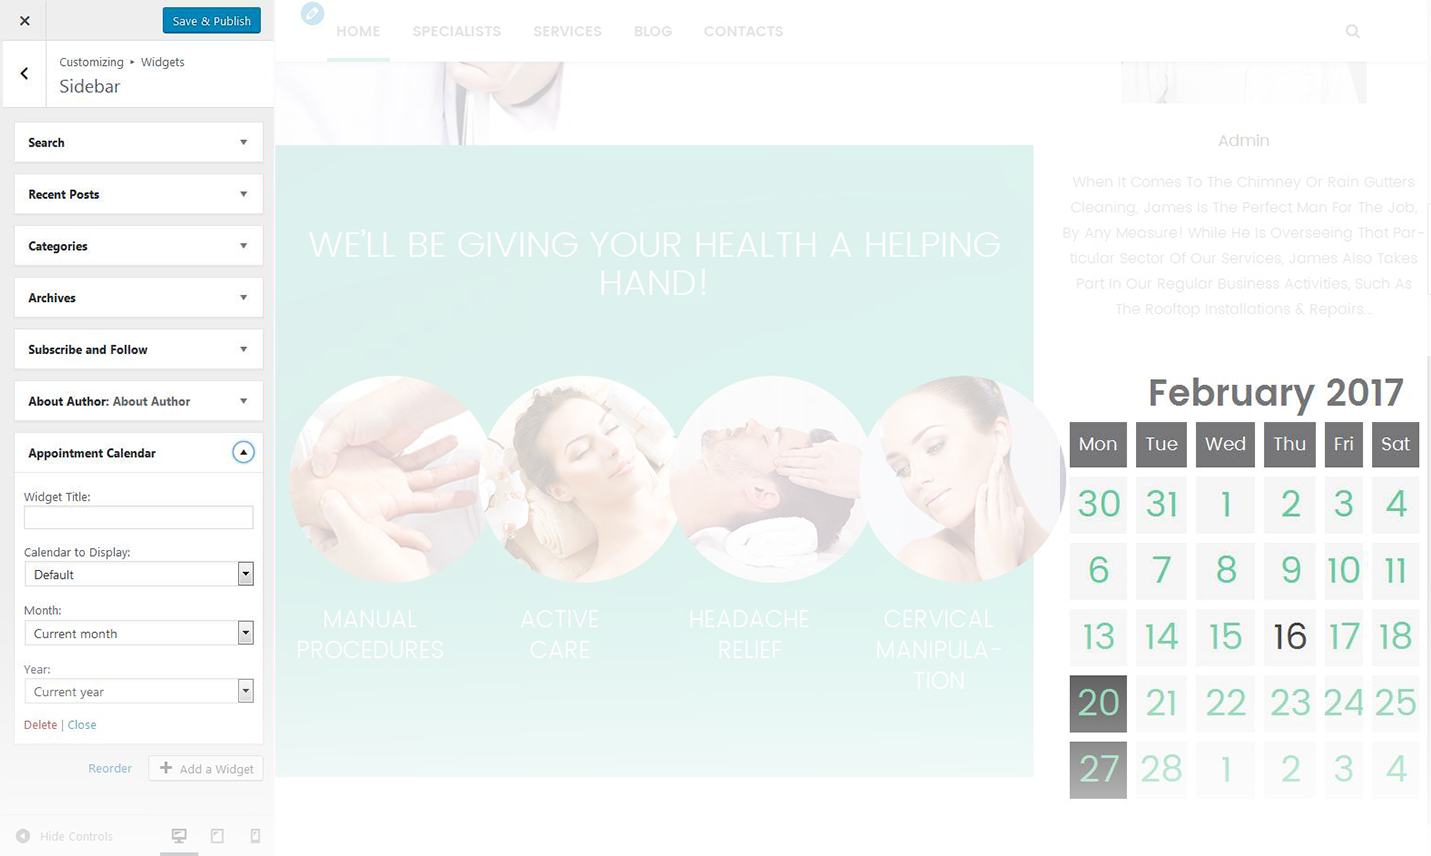 Save & Publish
Customizing ▸ Widgets
Sidebar
Search
Recent Posts
Categories
Archives
Subscribe and Follow
About Author: About Author
Appointment Calendar
Widget Title:
Calendar to Display:
Default
Month:
Current month
Year:
Current year
Delete | Close
Reorder
Add a Widget
Hide Controls
HOME SPECIALISTS SERVICES BLOG CONTACTS
WE'LL BE GIVING YOUR HEALTH A HELPING
HAND!
MANUAL
PROCEDURES
ACTIVE
CARE
HEADACHE
RELIEF
CERVICAL
MANIPULA-
TION
Admin
When It Comes To The Chimney Or Rain Gutters
Cleaning, James Is The Perfect Man For The Job,
By Any Measure! While He Is Overseeing That Par-
ticular Sector Of Our Services, James Also Takes
Part In Our Regular Business Activities, Such As
The Rooftop Installations & Repairs...
February 2017
Mon Tue Wed Thu Fri Sat
30 31 1 2 3 4
6 7 8 9 10 11
13 14 15 16 17 18
20 21 22 23 24 25
27 28 1 2 3 4